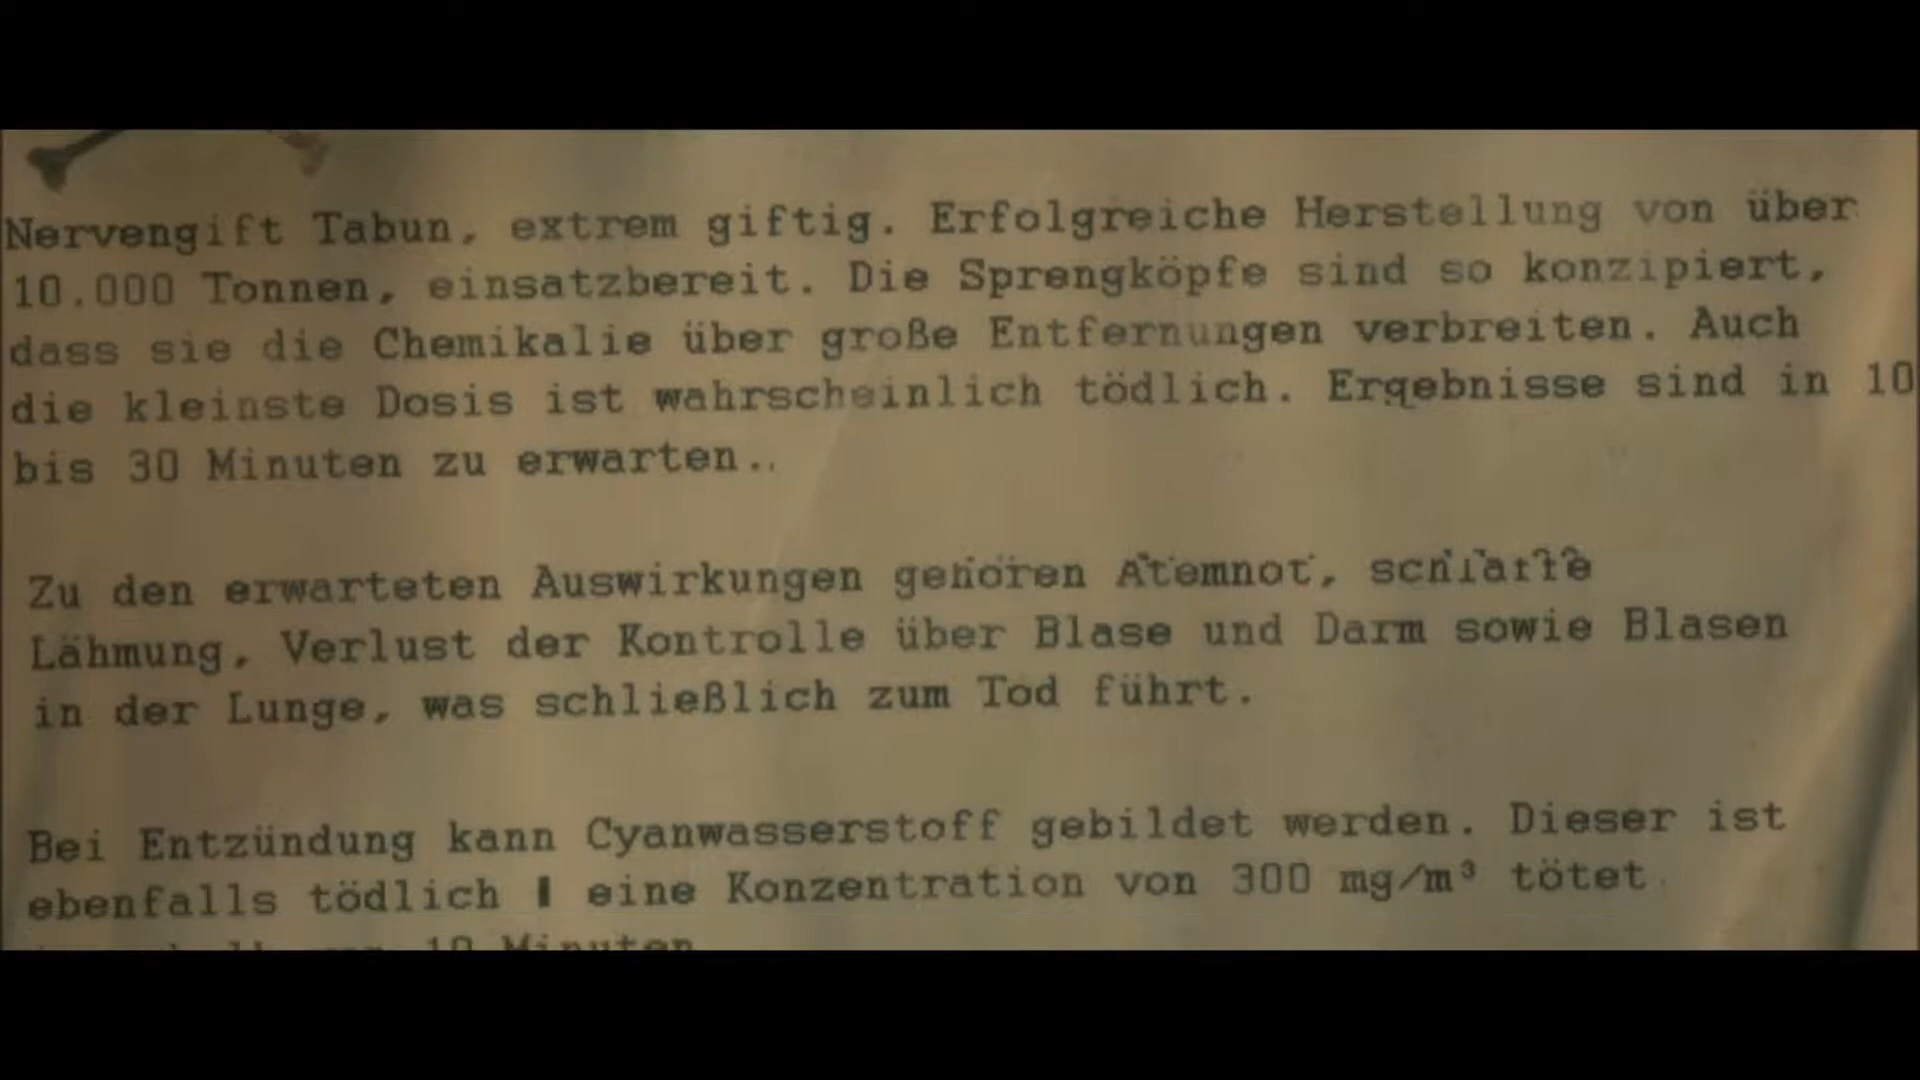 Nervengift Tabun, extrem giftig. Erfolgreiche Herstellung von über
10.000 Tonnen, einsatzbereit. Die Sprengköpfe sind so konzipiert,
dass sie die Chemikalie über große Entfernungen verbreiten. Auch
die kleinste Dosis ist wahrscheinlich tödlich. Ergebnisse sind in 10
bis 30 Minuten zu erwarten..
Zu den erwarteten Auswirkungen gehören Atemnot, schlaffe
Lähmung, Verlust der Kontrolle über Blase und Darm sowie Blasen
in der Lunge, was schließlich zum Tod führt.
Bei Entzündung kann Cyanwasserstoff gebildet werden. Dieser ist
ebenfalls tödlich eine Konzentration von 300 mg/m³ tötet
10 Minuten